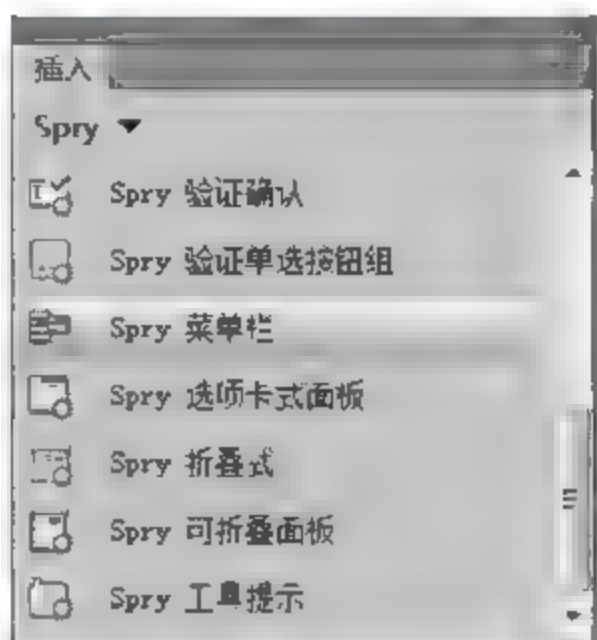 插入
Spry
Spry 验证确认
Spry 验证单选按钮组
Spry 菜单栏
Spry 选项卡式面板
Spry 折叠式
Spry 可折叠面板
Spry 工具提示